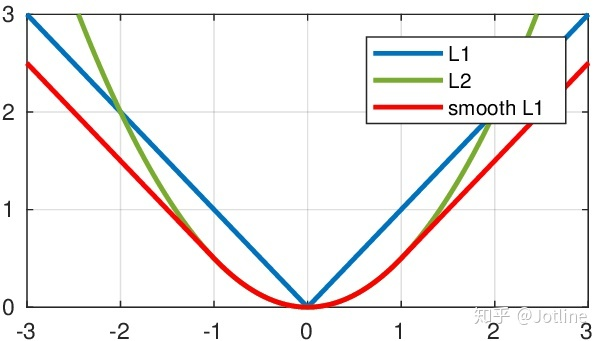 3
L1
L2
smooth L1
2
1
0
-3 -2 -1 0 1 2 3
知乎 @Jotline